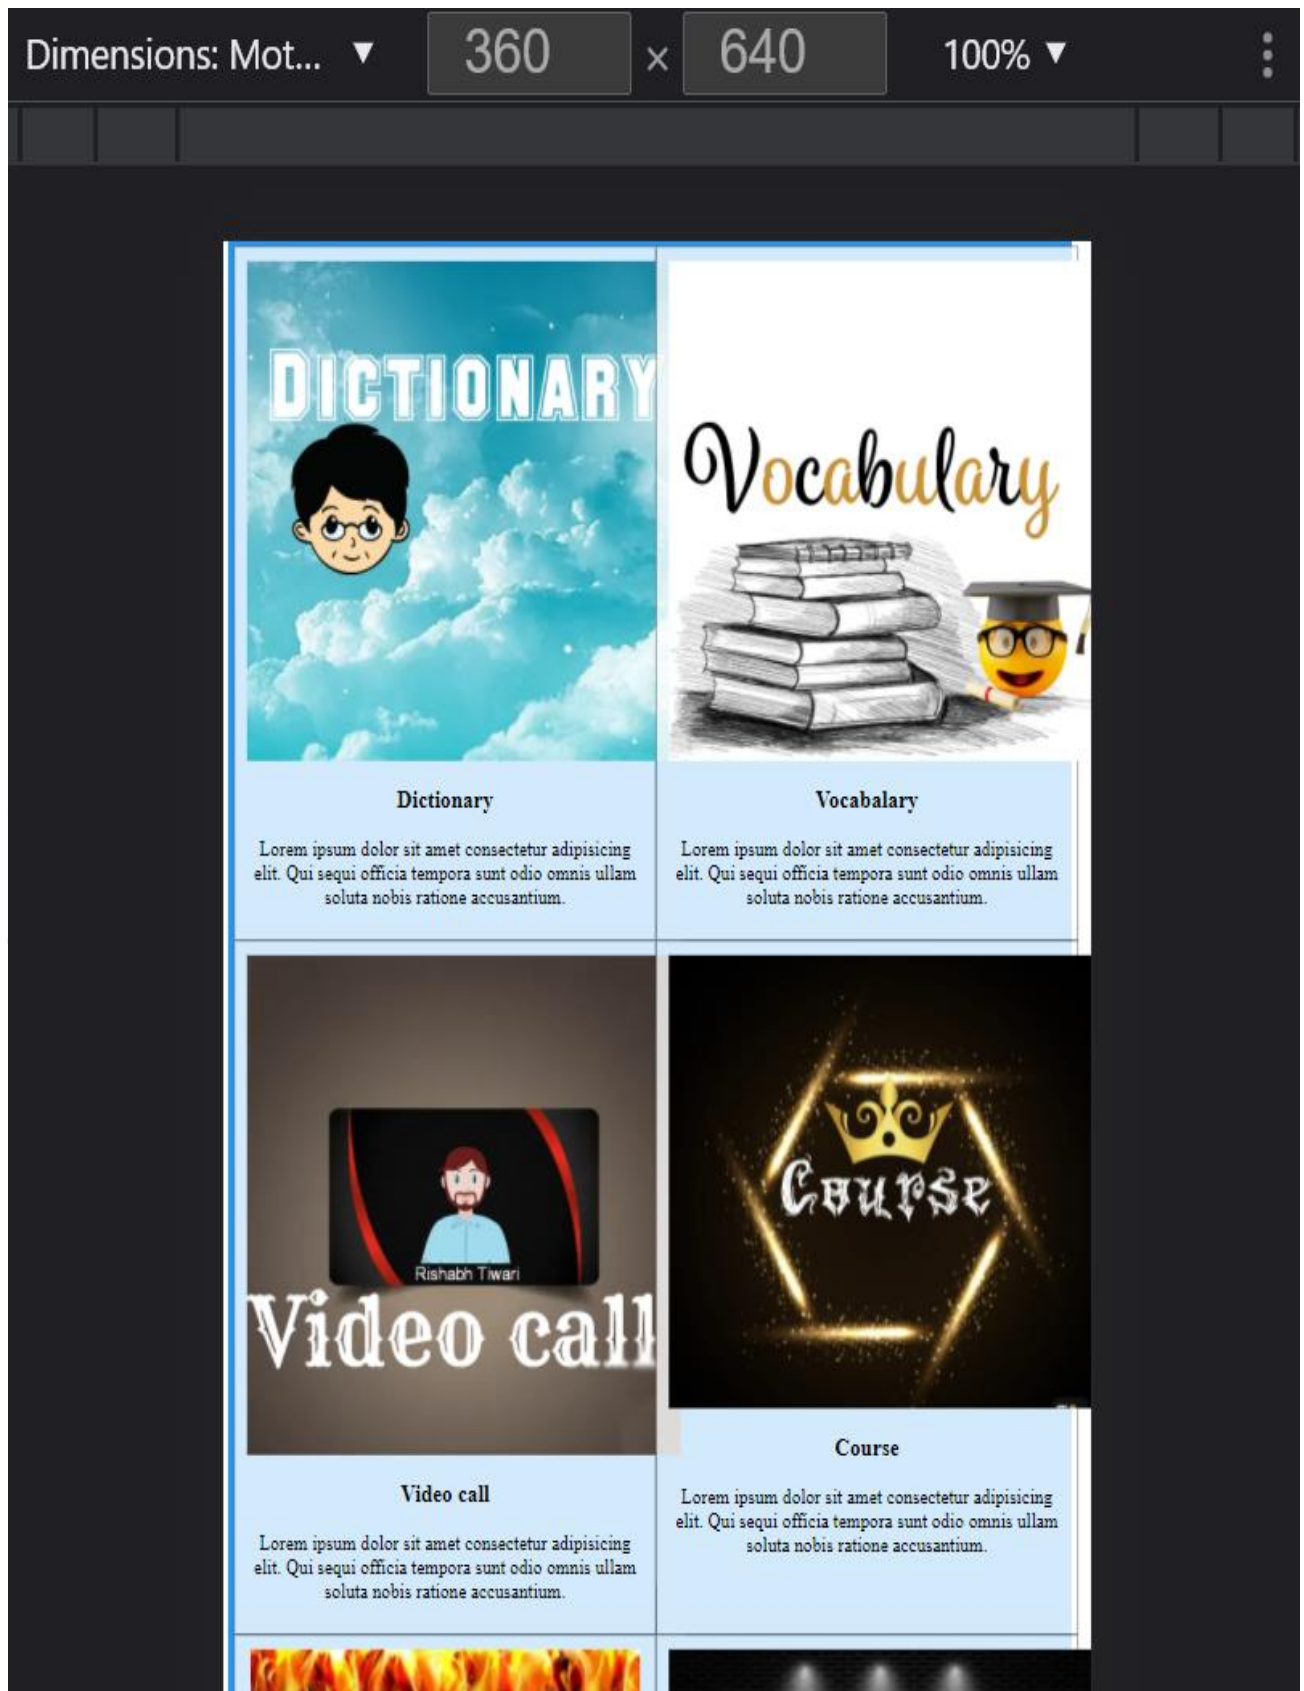 Dimensions: Mot... ▼ 360 × 640 100% ▼
DICTIONARY
Vocabulary
Dictionary
Vocabalary
Lorem ipsum dolor sit amet consectetur adipisicing
elit. Qui sequi officia tempora sunt odio omnis ullam
soluta nobis ratione accusantium.
Lorem ipsum dolor sit amet consectetur adipisicing
elit. Qui sequi officia tempora sunt odio omnis ullam
soluta nobis ratione accusantium.
Rishabh Tiwari
Video call
Course
Video call
Lorem ipsum dolor sit amet consectetur adipisicing
elit. Qui sequi officia tempora sunt odio omnis ullam
soluta nobis ratione accusantium.
Course
Lorem ipsum dolor sit amet consectetur adipisicing
elit. Qui sequi officia tempora sunt odio omnis ullam
soluta nobis ratione accusantium.